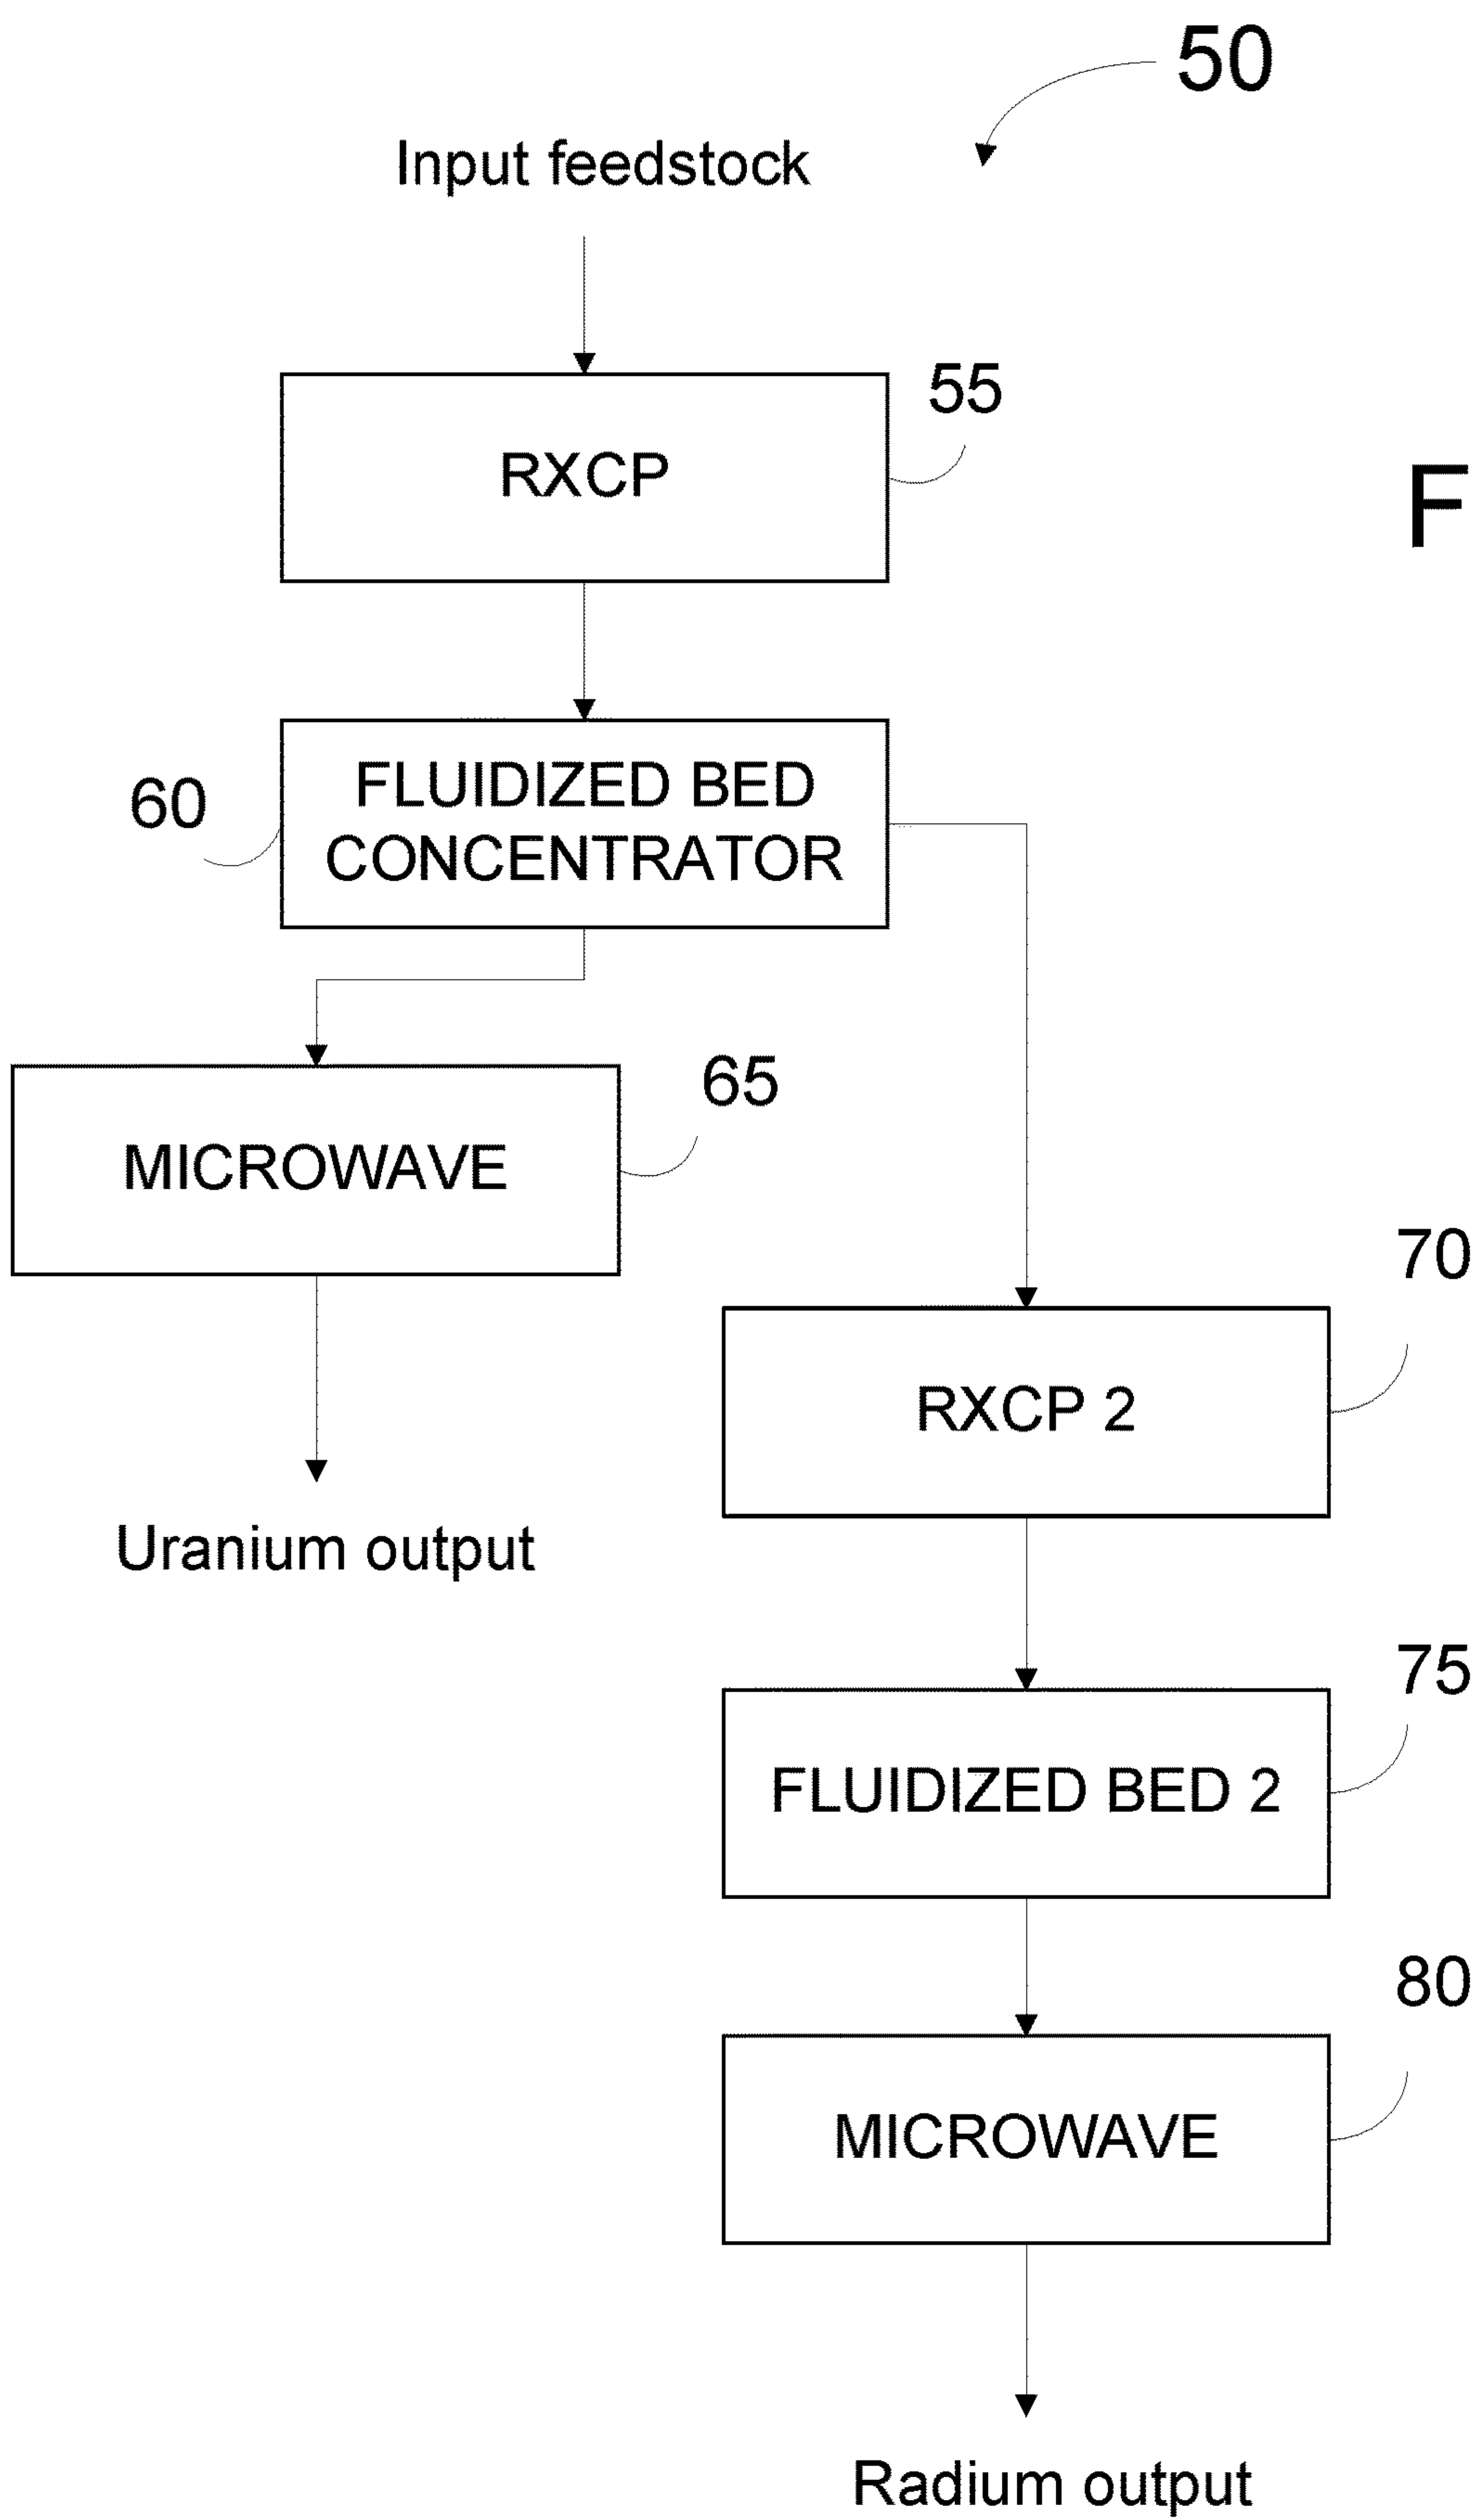 50
Input feedstock
55
RXCP
F
60
FLUIDIZED BED
CONCENTRATOR
65
MICROWAVE
70
RXCP 2
Uranium output
75
FLUIDIZED BED 2
80
MICROWAVE
Radium output